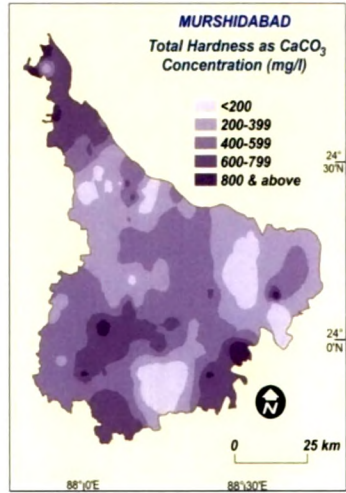 MURSHIDABAD
Total Hardness as CaCO₃
Concentration (mg/l)
<200
200-399
400-599
600-799
800 & above
24°
30'N
24°
0'N
N
0 25 km
88°0'E 88°30'E